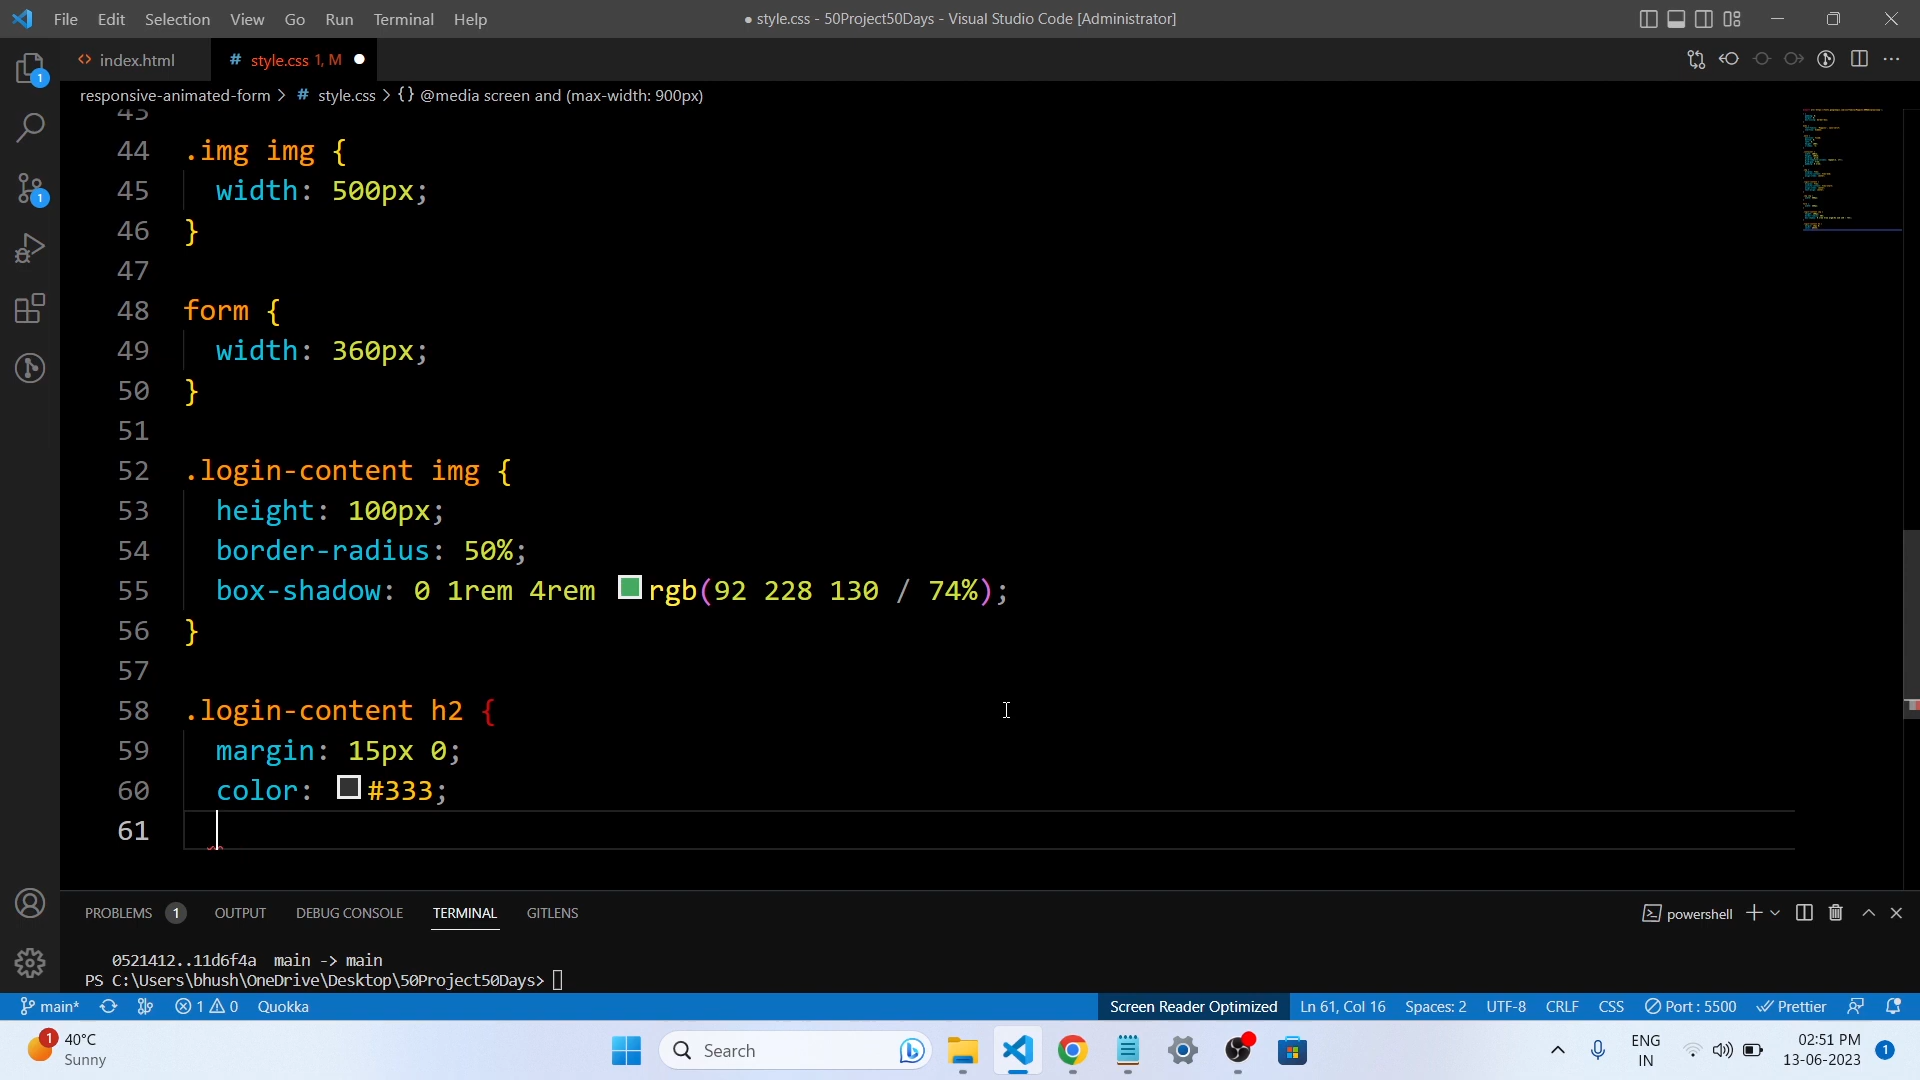 File Edit Selection View Go Run Terminal Help
● style.css - 50Project50Days - Visual Studio Code [Administrator]
<> index.html
# style.css 1, M ●
responsive-animated-form > # style.css > {} @media screen and (max-width: 900px)
43
44 .img img {
45 width: 500px;
46 }
47
48 form {
49 width: 360px;
50 }
51
52 .login-content img {
53 height: 100px;
54 border-radius: 50%;
55 box-shadow: 0 1rem 4rem rgb(92 228 130 / 74%);
56 }
57
58 .login-content h2 {
59 margin: 15px 0;
60 color: #333;
61
PROBLEMS 1 OUTPUT DEBUG CONSOLE TERMINAL GITLENS
powershell
0521412..11d6f4a main -> main
PS C:\Users\bhush\OneDrive\Desktop\50Project50Days>
main* 1 0 Quokka
Screen Reader Optimized Ln 61, Col 16 Spaces: 2 UTF-8 CRLF CSS Port : 5500 Prettier
1 40°C
Sunny
Search
ENG
IN
02:51 PM
13-06-2023
1